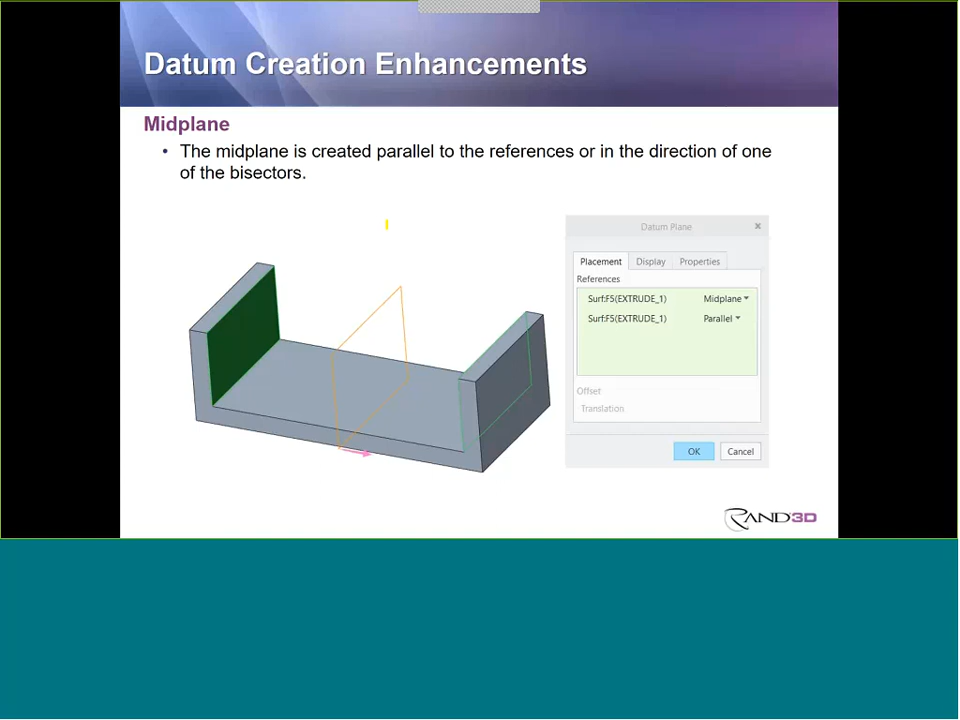 Datum Creation Enhancements
Midplane
• The midplane is created parallel to the references or in the direction of one
of the bisectors.
Datum Plane
Placement Display Properties
References
Surf:F5(EXTRUDE_1) Midplane
Surf:F5(EXTRUDE_1) Parallel
Offset
Translation
OK Cancel
RAND3D